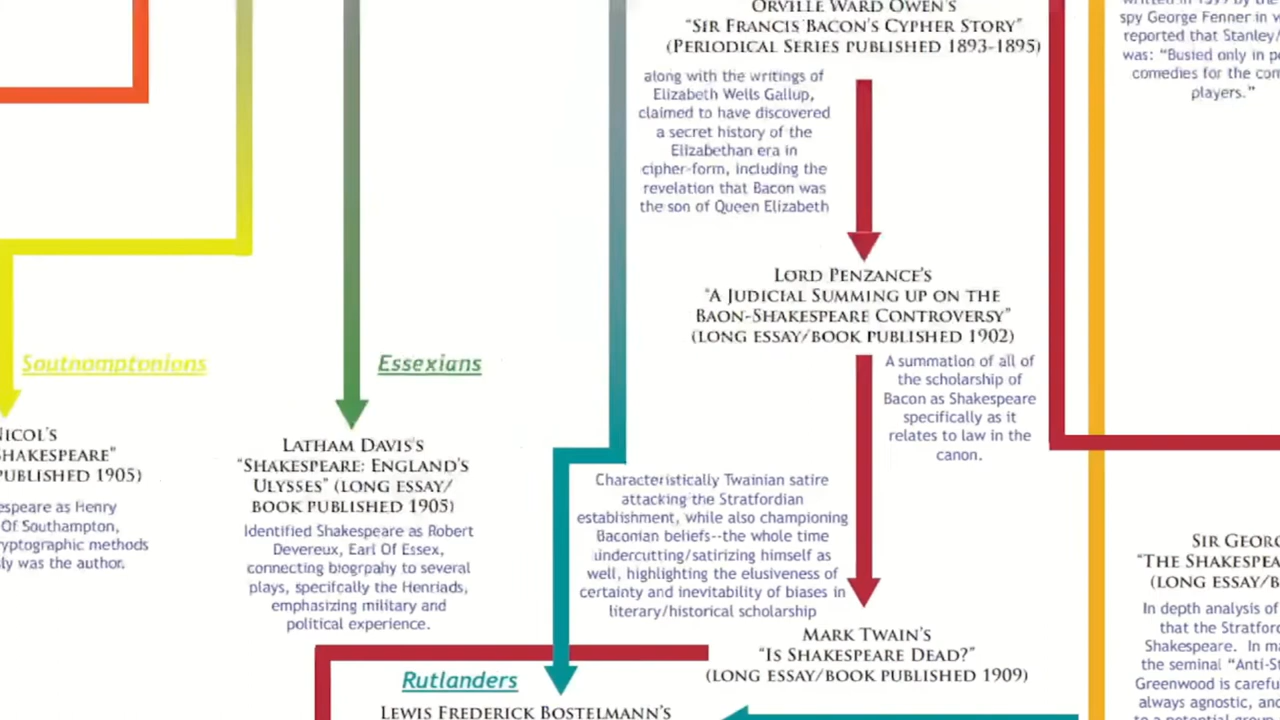 ORVILLE WARD OWEN'S
"SIR FRANCIS BACON'S CYPHER STORY"
(PERIODICAL SERIES PUBLISHED 1893-1895)
along with the writings of
Elizabeth Wells Gallup,
claimed to have discovered
a secret history of the
Elizabethan era in
cipher-form, including the
revelation that Bacon was
the son of Queen Elizabeth
spy George Fenner in
reported that Stanley/
was: "Busied only in
comedies for the
players."
LORD PENZANCE'S
"A JUDICIAL SUMMING UP ON THE
BAON-SHAKESPEARE CONTROVERSY"
(LONG ESSAY/BOOK PUBLISHED 1902)
A summation of all of
the scholarship of
Bacon as Shakespeare
specifically as it
relates to law in the
canon.
Southamptonians
NICOL'S
SHAKESPEARE"
PUBLISHED 1905)
espeare as Henry
Of Southampton,
ryptographic methods
ly was the author.
Essexians
LATHAM DAVIS'S
"SHAKESPEARE: ENGLAND'S
ULYSSES" (LONG ESSAY/
BOOK PUBLISHED 1905)
Identified Shakespeare as Robert
Devereux, Earl Of Essex,
connecting biogrpahy to several
plays, specifcally the Henriads,
emphasizing military and
political experience.
Characteristically Twainian satire
attacking the Stratfordian
establishment, while also championing
Baconian beliefs--the whole time
undercutting/satirizing himself as
well, highlighting the elusiveness of
certainty and inevitability of biases in
literary/historical scholarship
MARK TWAIN'S
"IS SHAKESPEARE DEAD?"
(LONG ESSAY/BOOK PUBLISHED 1909)
Rutlanders
LEWIS FREDERICK BOSTELMANN'S
SIR GEORG
"THE SHAKESPEA
(LONG ESSAY/B
In depth analysis of
that the Stratford
Shakespeare. In ma
the seminal "Anti-St
Greenwood is carefu
always agnostic, and